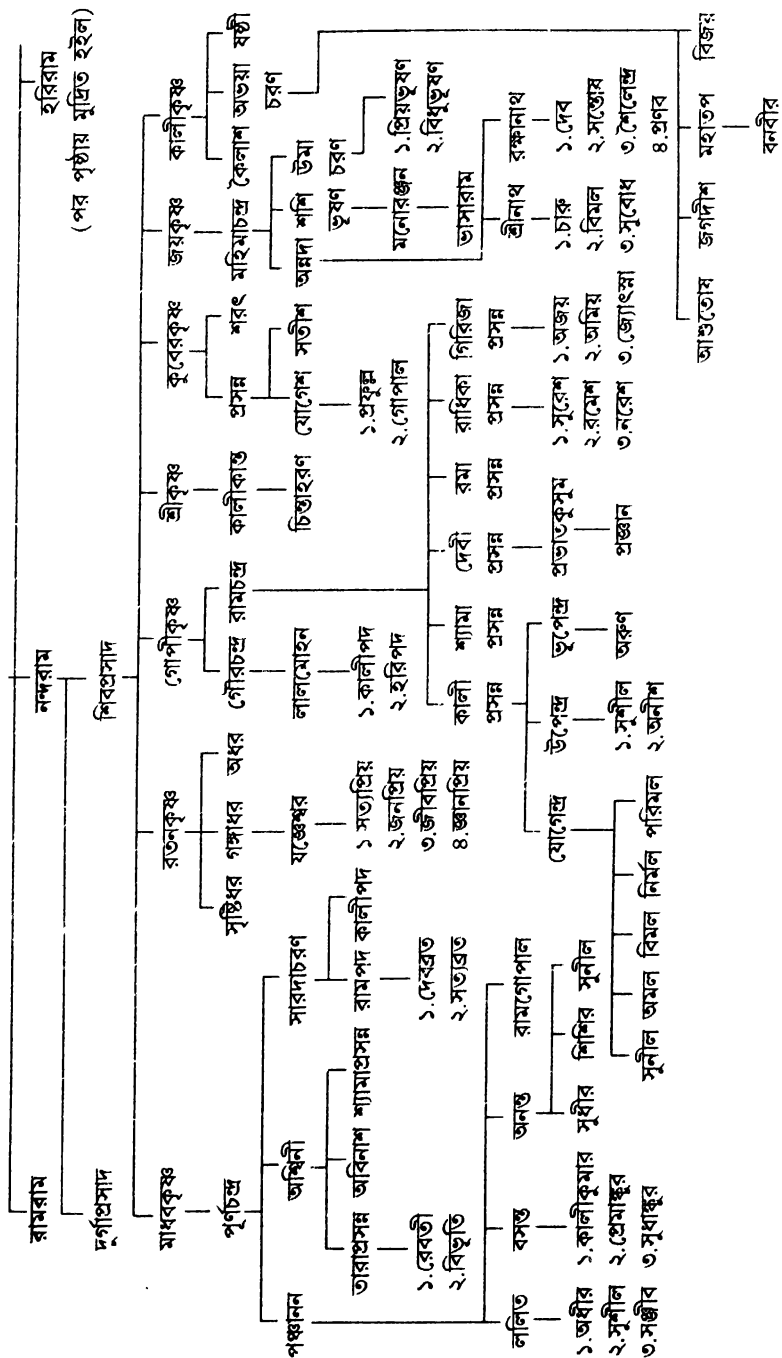 রামরাম নন্দরাম হরিরাম
(পর পৃষ্ঠায় মুদ্রিত হইল)
দুর্গাপ্রসাদ শিবপ্রসাদ
মাধবকৃষ্ণ রতনকৃষ্ণ গোপীকৃষ্ণ শ্রীকৃষ্ণ কুবেরকৃষ্ণ জয়কৃষ্ণ কালীকৃষ্ণ
পূর্ণচন্দ্র সৃষ্টিধর গঙ্গাধর অধর গৌরচন্দ্র রামচন্দ্র কালীকান্ত প্রসন্ন শরৎ মহিমাচন্দ্র কৈলাশ অভয়া ষষ্ঠী
চরণ
পঞ্চানন অশ্বিনী সারদাচরণ যজ্ঞেশ্বর লালমোহন চিন্তাহরণ যোগেশ সতীশ অন্নদা শশি উমা
ভূষণ চরণ
তারাপ্রসন্ন অবিনাশ শ্যামাপ্রসন্ন রামপদ কালীপদ
১ সত্যপ্রিয়
২.জনপ্রিয়
৩.জীবপ্রিয়
৪.জ্ঞানপ্রিয়
১.কালীপদ
২.হরিপদ
১.প্রফুল্ল
২.গোপাল
মনোরঞ্জন
১.প্রিয়ভূষণ
২.বিধুভূষণ
ভাসারাম
১.রেবতী
২.বিভূতি
১.দেবব্রত
২.সত্যব্রত
কালী শ্যামা দেবী রমা রাধিকা গিরিজা
প্রসন্ন প্রসন্ন প্রসন্ন প্রসন্ন প্রসন্ন প্রসন্ন
শ্রীনাথ রক্ষানাথ
ললিত বসন্ত অনন্ত রামগোপাল
যোগেন্দ্র উপেন্দ্র ভূপেন্দ্র প্রভাতকুসুম
১.সুরেশ
২.রমেশ
৩.নরেশ
১.অজয়
২.অমিয়
৩.জ্যোৎস্না
১.চারু
২.বিমল
৩.সুবোধ
১.দেব
২.সন্তোষ
৩.শৈলেন্দ্র
৪.প্রণব
১.অধীর
২.সুশীল
৩.সঞ্জীব
১.কালীকুমার
২.প্রেমাঙ্কুর
৩.সুধাঙ্কুর
সুধীর শিশির সুনীল
১.সুশীল
২.অনীশ
অরুণ প্রজ্ঞান
সুনীল অমল বিমল নির্মল পরিমল
আশুতোষ জগদীশ মহাতপ বিজয়
বনবীর